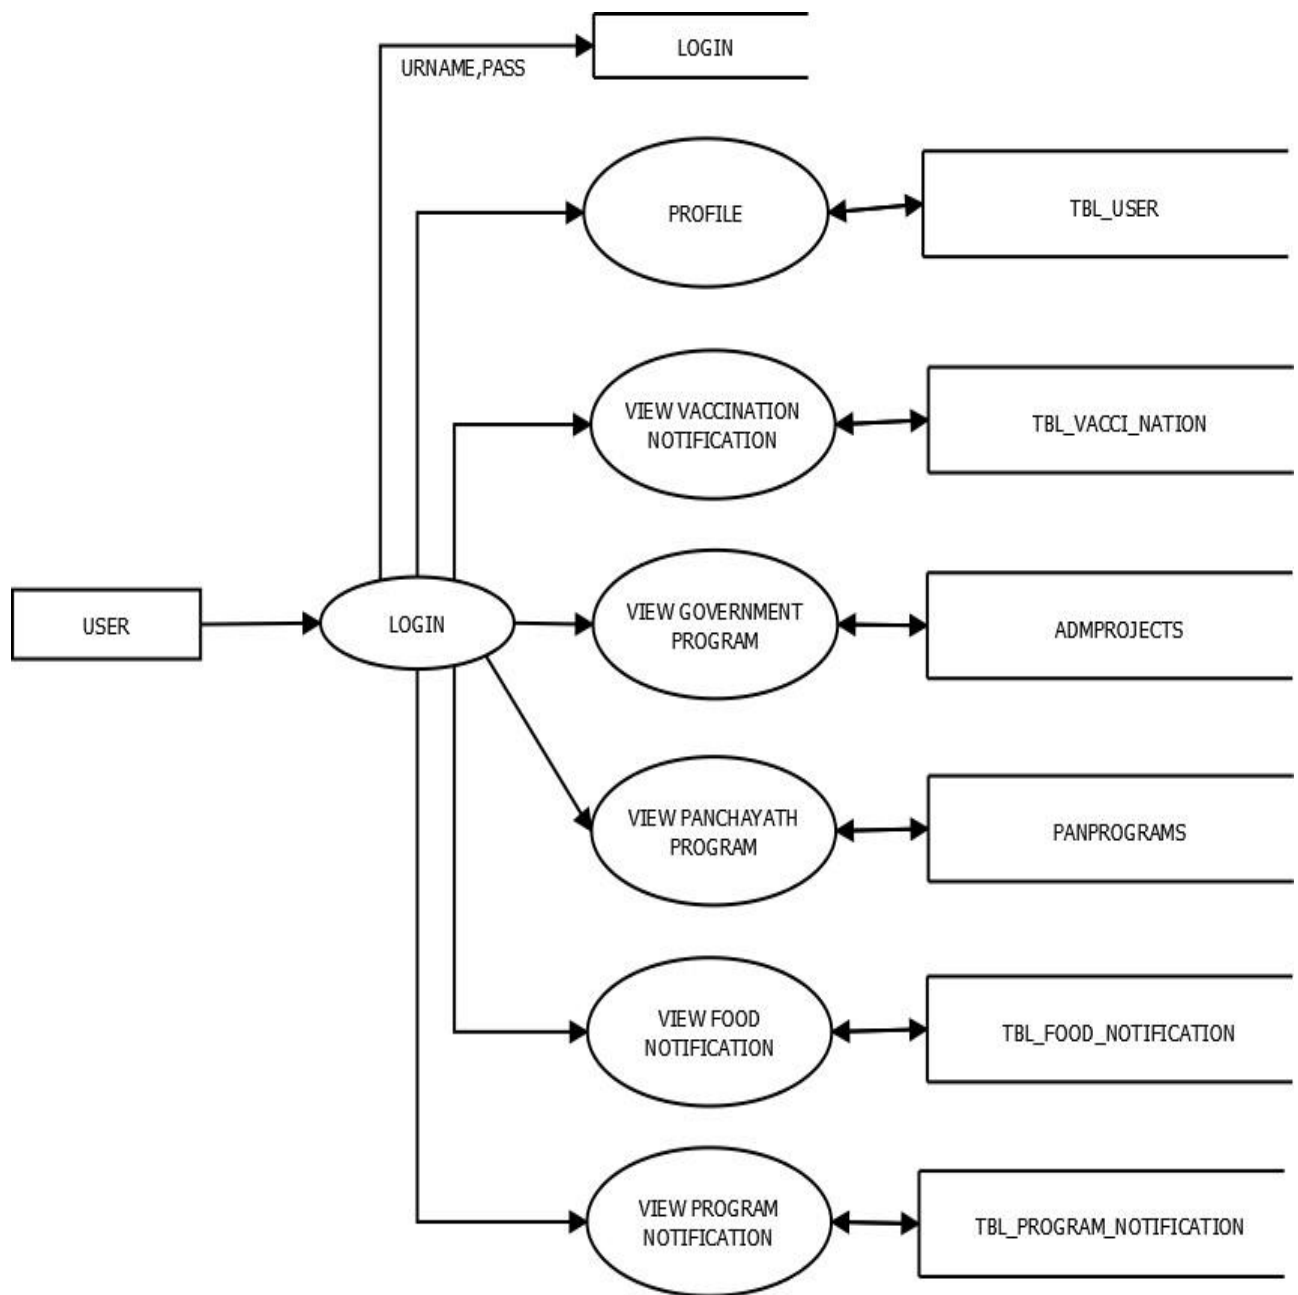 LOGIN
URNAME,PASS
PROFILE
TBL_USER
VIEW VACCINATION
NOTIFICATION
TBL_VACCI_NATION
USER
LOGIN
VIEW GOVERNMENT
PROGRAM
ADMPROJECTS
VIEW PANCHAYATH
PROGRAM
PANPROGRAMS
VIEW FOOD
NOTIFICATION
TBL_FOOD_NOTIFICATION
VIEW PROGRAM
NOTIFICATION
TBL_PROGRAM_NOTIFICATION